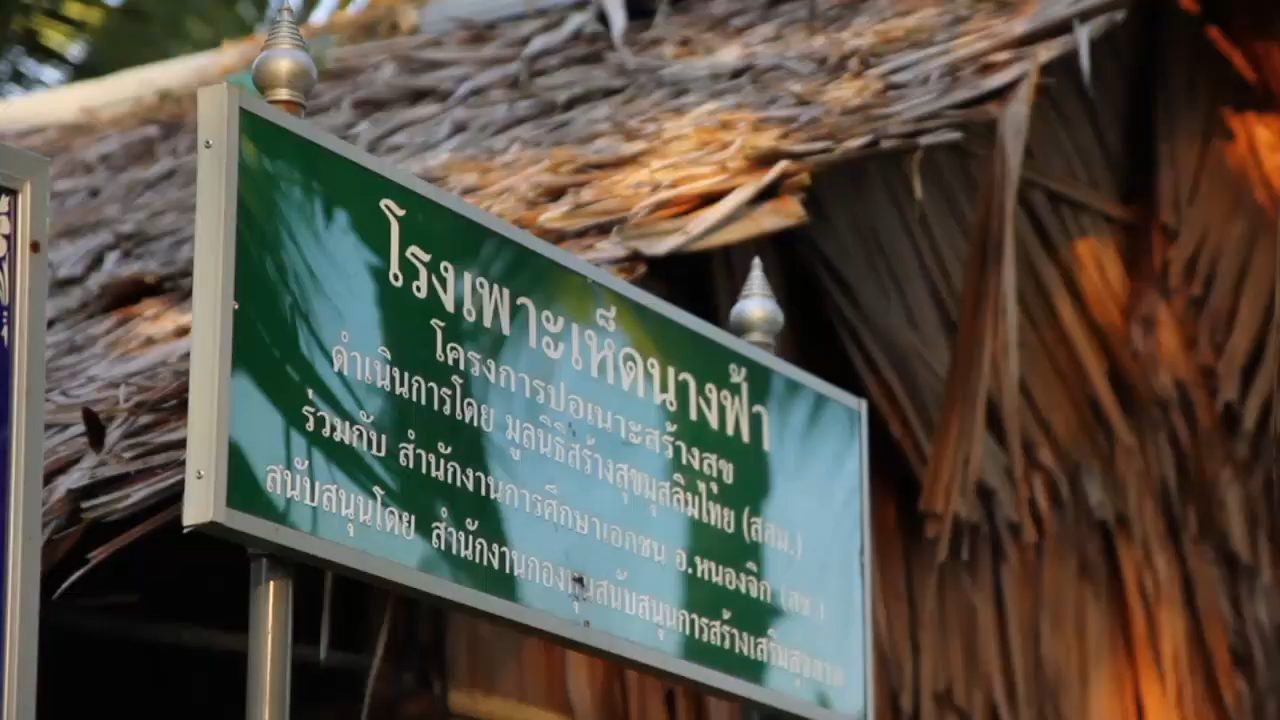 โรงเพาะเห็ดนางฟ้า
โครงการปอเนาะสร้างสุข
ดำเนินการโดย มูลนิธิสร้างสุขมุสลิมไทย (สสม.)
ร่วมกับ สำนักงานการศึกษาเอกชน อ.หนองจิก (สช.)
สนับสนุนโดย สำนักงานกองทุนสนับสนุนการสร้างเสริมสุขภาพ